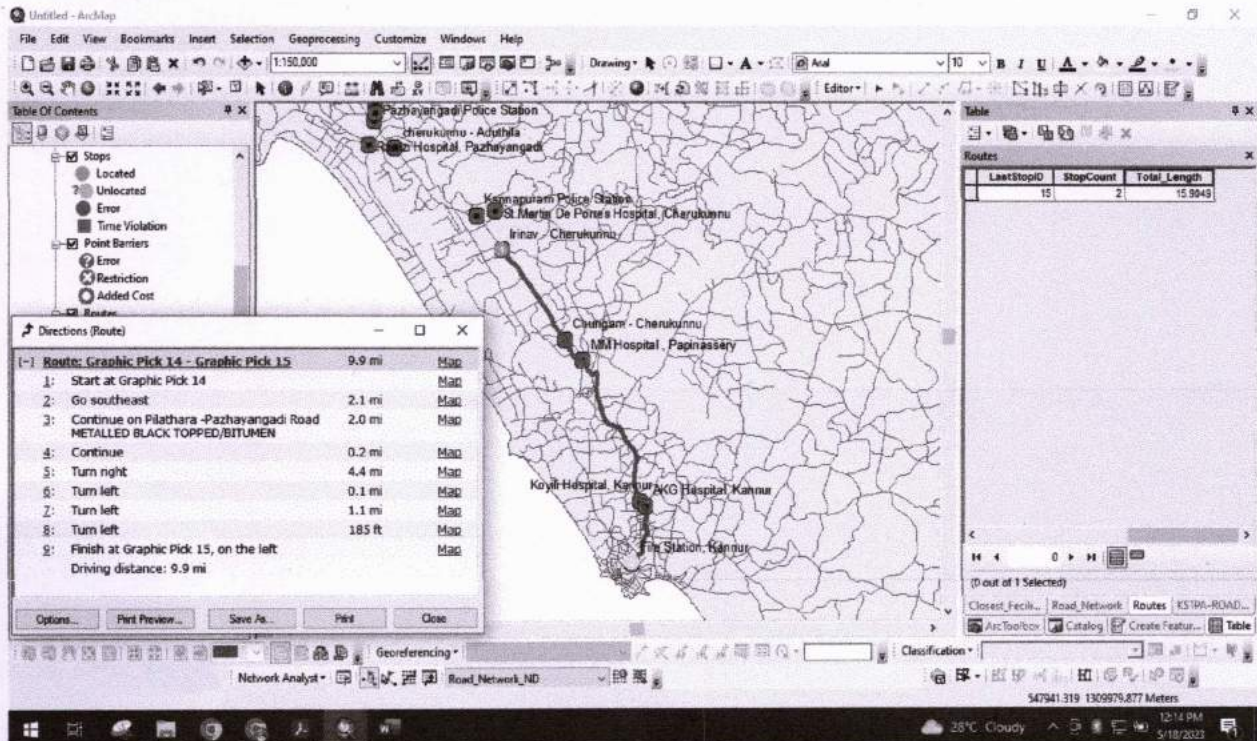 Untitled - ArcMap
File Edit View Bookmarks Insert Selection Geoprocessing Customize Windows Help
1:150,000
Drawing
Arial
10
B I U A
Editor
Table Of Contents
Stops
Located
Unlocated
Error
Time Violation
Point Barriers
Error
Restriction
Added Cost
Routes
Pazhayangadi Police Station
cherukunnu - Aduthila
Hospital, Pazhayangadi
Kannapuram Police Station
St.Martin De Porres Hospital, Cherukunnu
Irinav - Cherukunnu
Chungam - Cherukunnu
MM Hospital , Papinassery
Koyili Hospital, Kannur
AKG Hospital, Kannur
Fire Station, Kannur
Table
Routes
LastStopID StopCount Total_Length
15 2 15.9049
0
(0 out of 1 Selected)
Closest_Facili... Road_Network Routes KSTPA-ROAD...
ArcToolbox Catalog Create Featur... Table
Directions (Route)
[-] Route: Graphic Pick 14 - Graphic Pick 15 9.9 mi Map
1: Start at Graphic Pick 14 Map
2: Go southeast 2.1 mi Map
3: Continue on Pilathara -Pazhayangadi Road 2.0 mi Map
METALLED BLACK TOPPED/BITUMEN
4: Continue 0.2 mi Map
5: Turn right 4.4 mi Map
6: Turn left 0.1 mi Map
7: Turn left 1.1 mi Map
8: Turn left 185 ft Map
9: Finish at Graphic Pick 15, on the left Map
Driving distance: 9.9 mi
Options... Print Preview... Save As... Print Close
Georeferencing
Classification
Network Analyst
Road_Network_ND
547941.319 1309979.877 Meters
28°C Cloudy
12:14 PM
5/18/2023